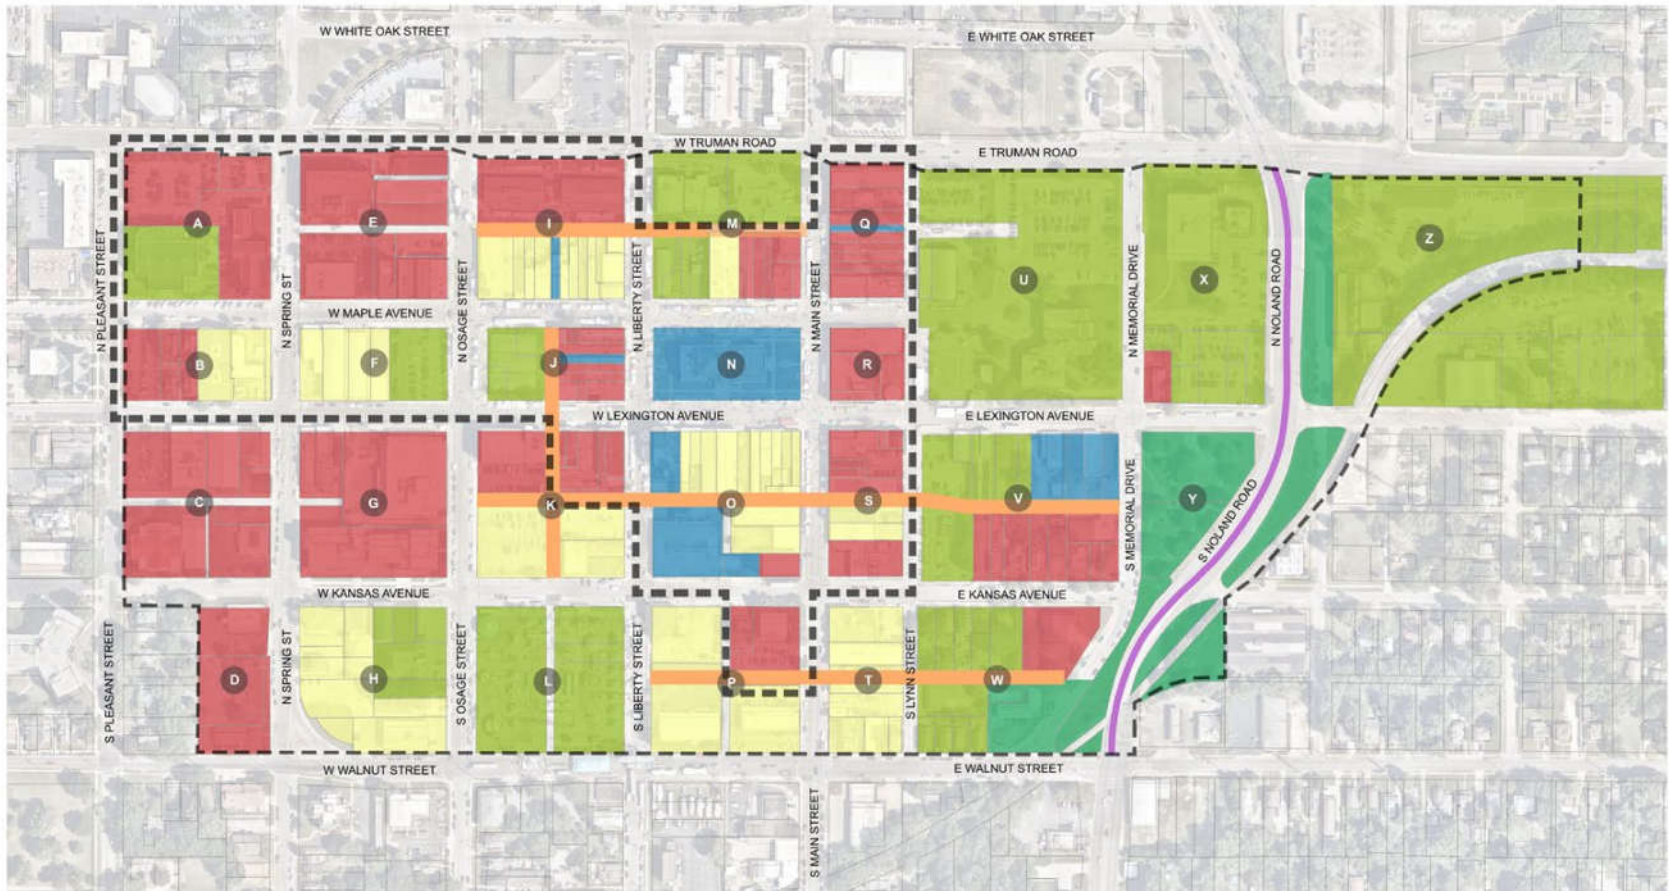 W WHITE OAK STREET
E WHITE OAK STREET
W TRUMAN ROAD
E TRUMAN ROAD
A
E
I
M
Q
U
X
Z
N PLEASANT STREET
N SPRING ST
N OSAGE STREET
N LIBERTY STREET
N MAIN STREET
N MEMORIAL DRIVE
N NOLAND ROAD
W MAPLE AVENUE
B
F
J
N
R
W LEXINGTON AVENUE
E LEXINGTON AVENUE
C
G
K
O
S
V
Y
S MEMORIAL DRIVE
S NOLAND ROAD
W KANSAS AVENUE
E KANSAS AVENUE
S PLEASANT STREET
N SPRING ST
S OSAGE STREET
S LIBERTY STREET
S LYNN STREET
D
H
L
P
T
W
W WALNUT STREET
E WALNUT STREET
S MAIN STREET